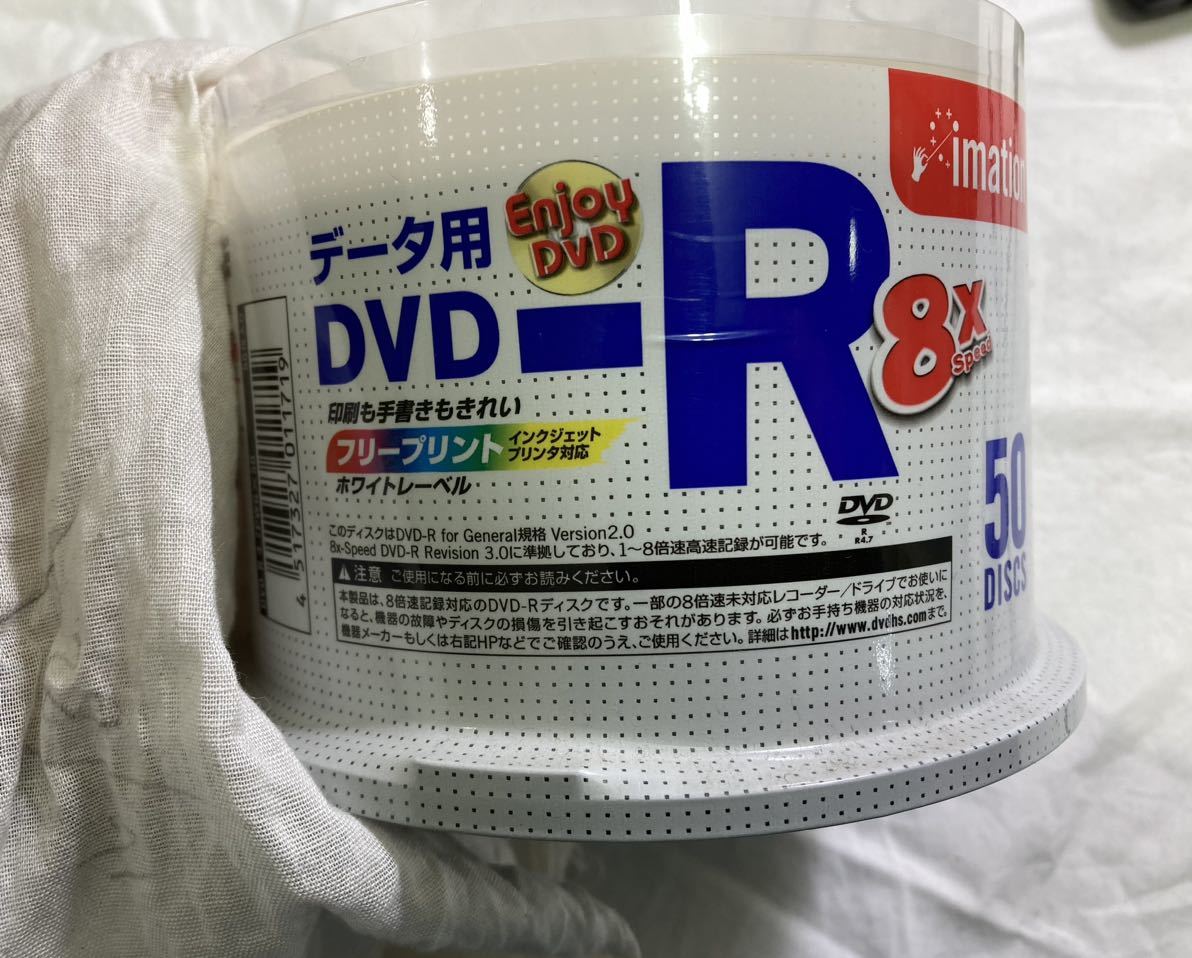 imation
Enjoy
DVD
データ用
DVD-R
8x
Speed
印刷も手書きもきれい
フリープリント
インクジェット
プリンタ対応
ホワイトレーベル
50
DISCS
DVD
R
R4.7
このディスクはDVD-R for General規格 Version2.0
8x-Speed DVD-R Revision 3.0に準拠しており、1〜8倍速高速記録が可能です。
注意 ご使用になる前に必ずお読みください。
本製品は、8倍速記録対応のDVD-Rディスクです。一部の8倍速未対応レコーダー/ドライブでお使いに
なると、機器の故障やディスクの損傷を引き起こすおそれがあります。必ずお手持ち機器の対応状況を、
機器メーカーもしくは右記HPなどでご確認のうえ、ご使用ください。詳細はhttp://www.dvdhs.comまで。
4 517327 011719